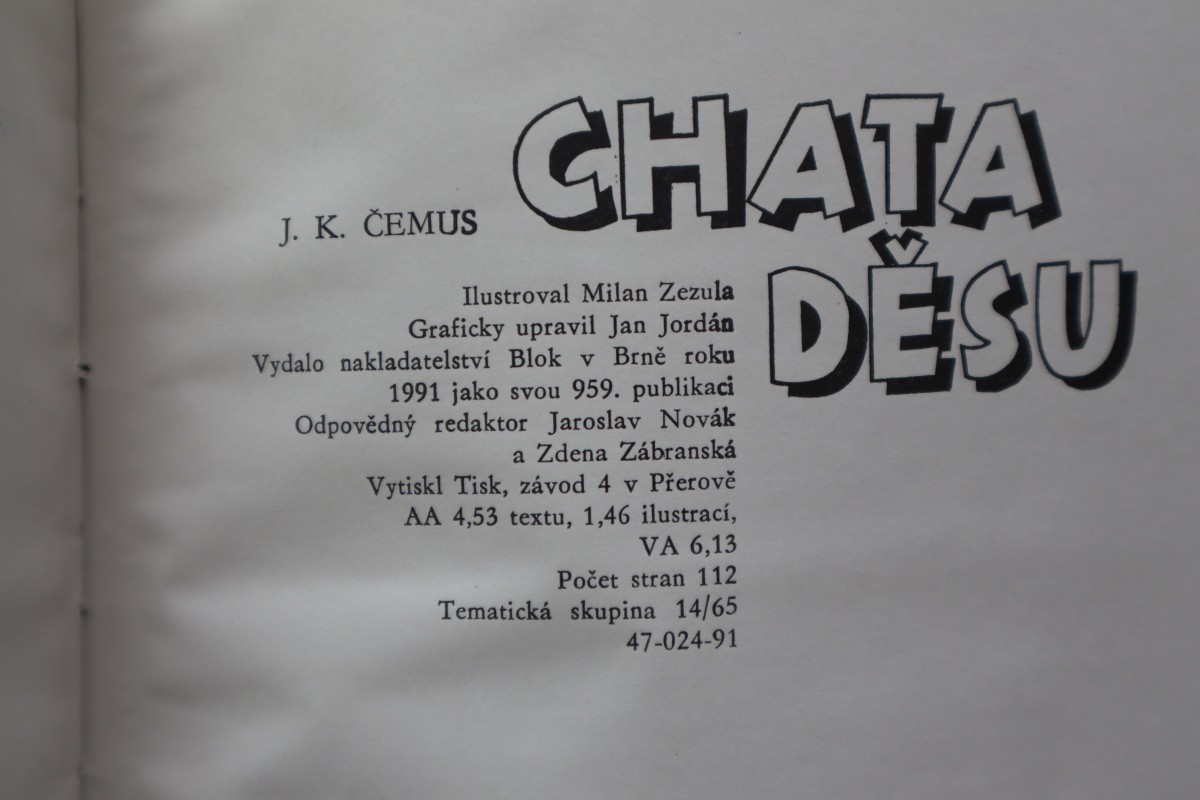 CHATA
DĚSU
J. K. ČEMUS
Ilustroval Milan Zezula
Graficky upravil Jan Jordán
Vydalo nakladatelství Blok v Brně roku
1991 jako svou 959. publikaci
Odpovědný redaktor Jaroslav Novák
a Zdena Zábranská
Vytiskl Tisk, závod 4 v Přerově
AA 4,53 textu, 1,46 ilustrací,
VA 6,13
Počet stran 112
Tematická skupina 14/65
47-024-91